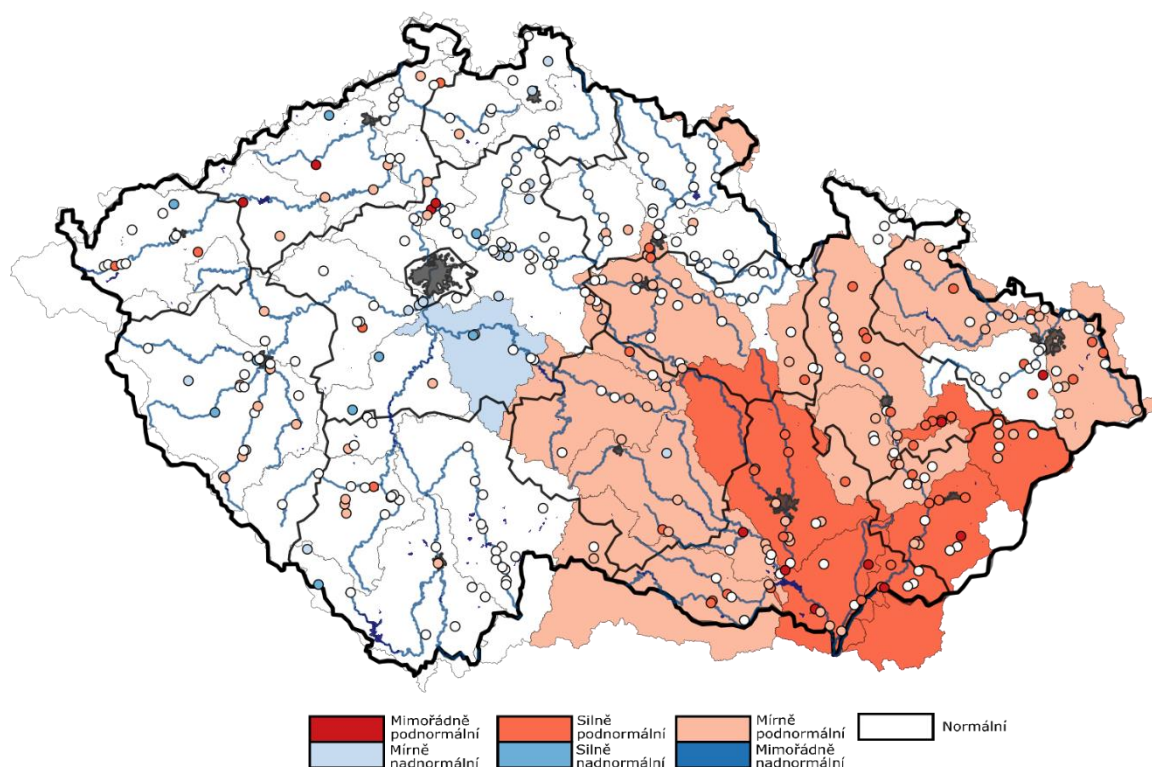 Mimořádně
podnormální
Silně
podnormální
Mírně
podnormální
Normální
Mírně
nadnormální
Silně
nadnormální
Mimořádně
nadnormální